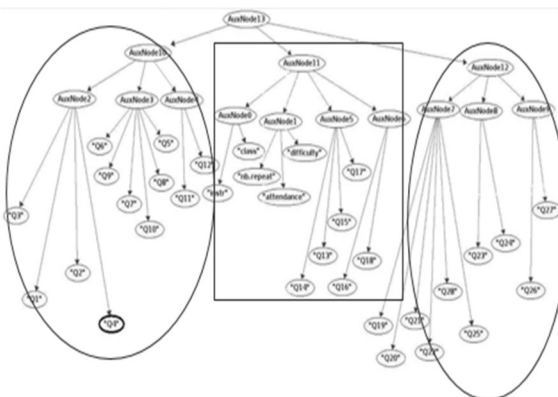 AuxNode13
AuxNode10
AuxNode11
AuxNode12
AuxNode2
AuxNode3
AuxNode4
AuxNode0
AuxNode1
AuxNode5
AuxNode6
AuxNode7
AuxNode8
AuxNode9
"Q6"
"Q5"
"class"
"difficulty"
"Q12"
"Q9"
"Q8"
"nb.repeat"
"Q17"
"instr"
"Q7"
"Q11"
"attendance"
"Q3"
"Q10"
"Q15"
"Q27"
"Q13"
"Q18"
"Q23"
"Q24"
"Q2"
"Q14"
"Q16"
"Q28"
"Q26"
"Q1"
"Q4"
"Q19"
"Q25"
"Q20"